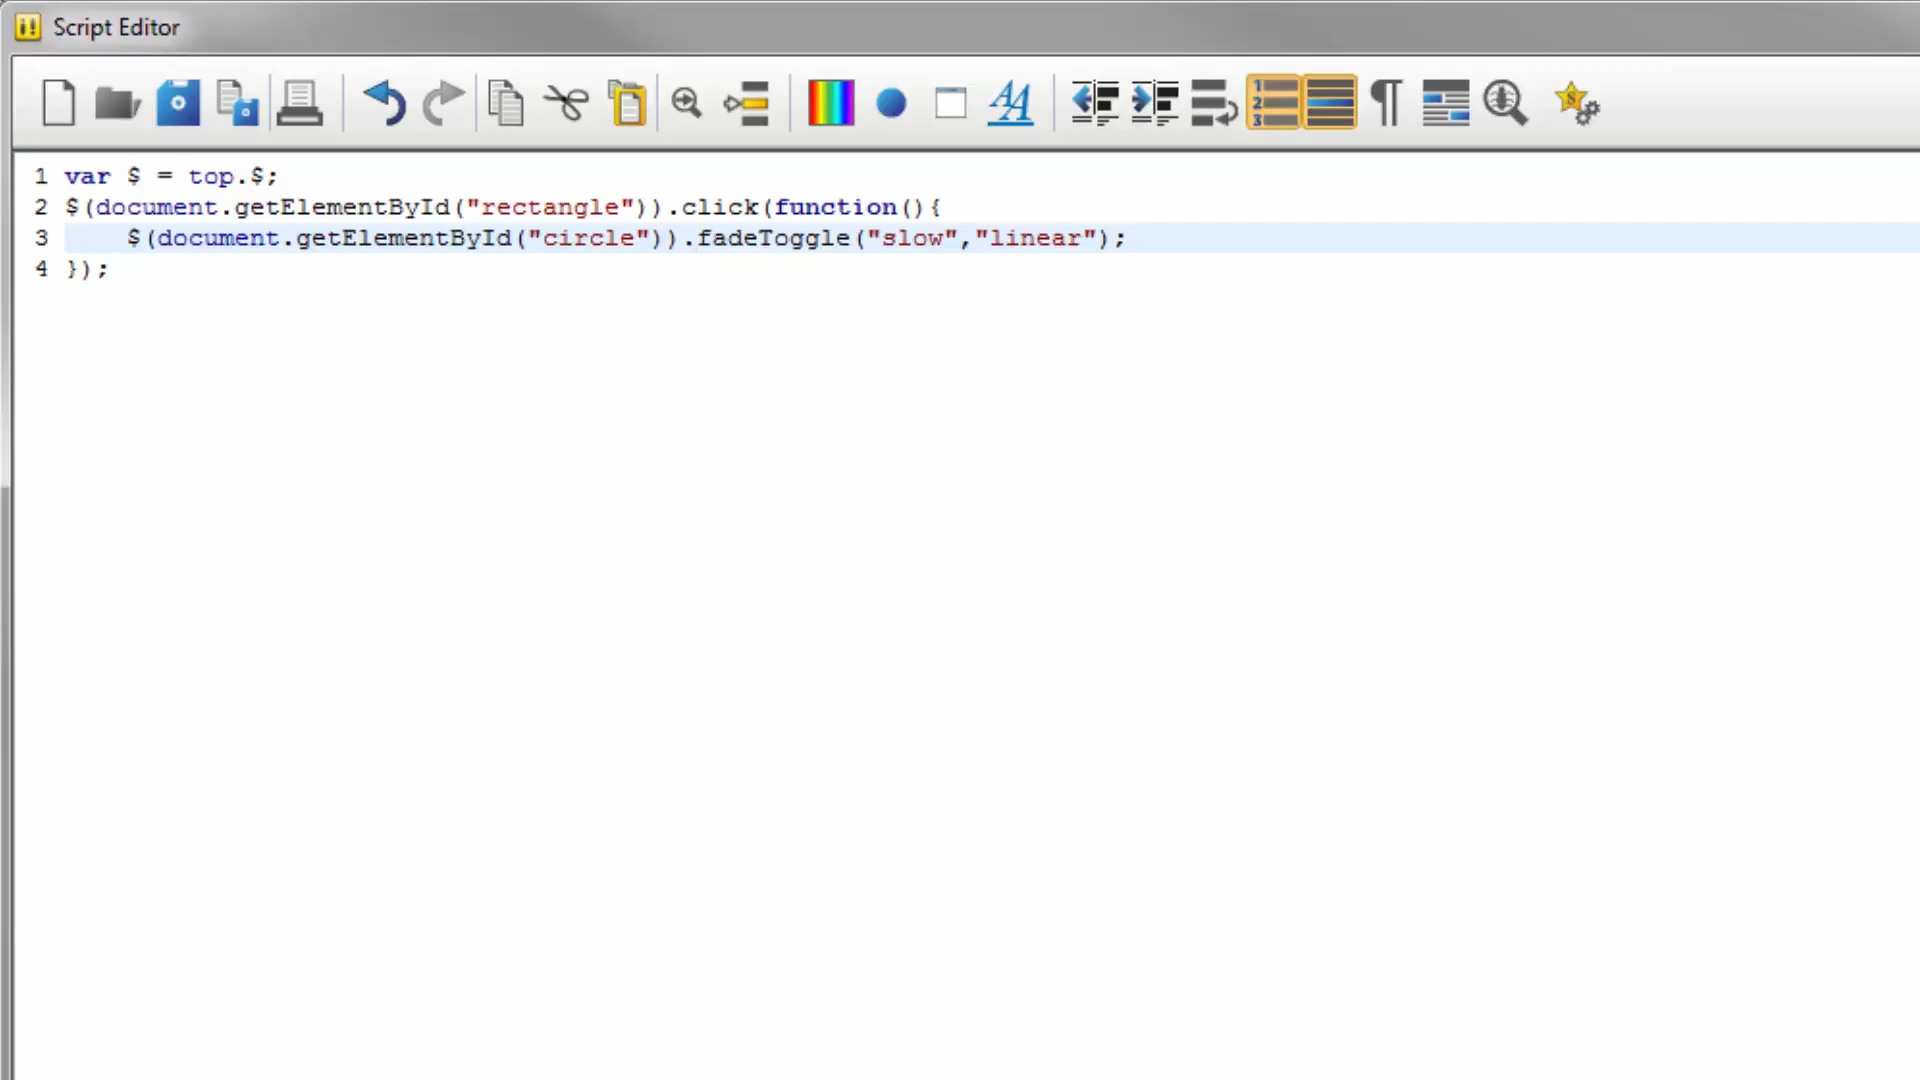 Script Editor
1 var $ = top.$;
2 $(document.getElementById("rectangle")).click(function(){
3     $(document.getElementById("circle")).fadeToggle("slow","linear");
4 });